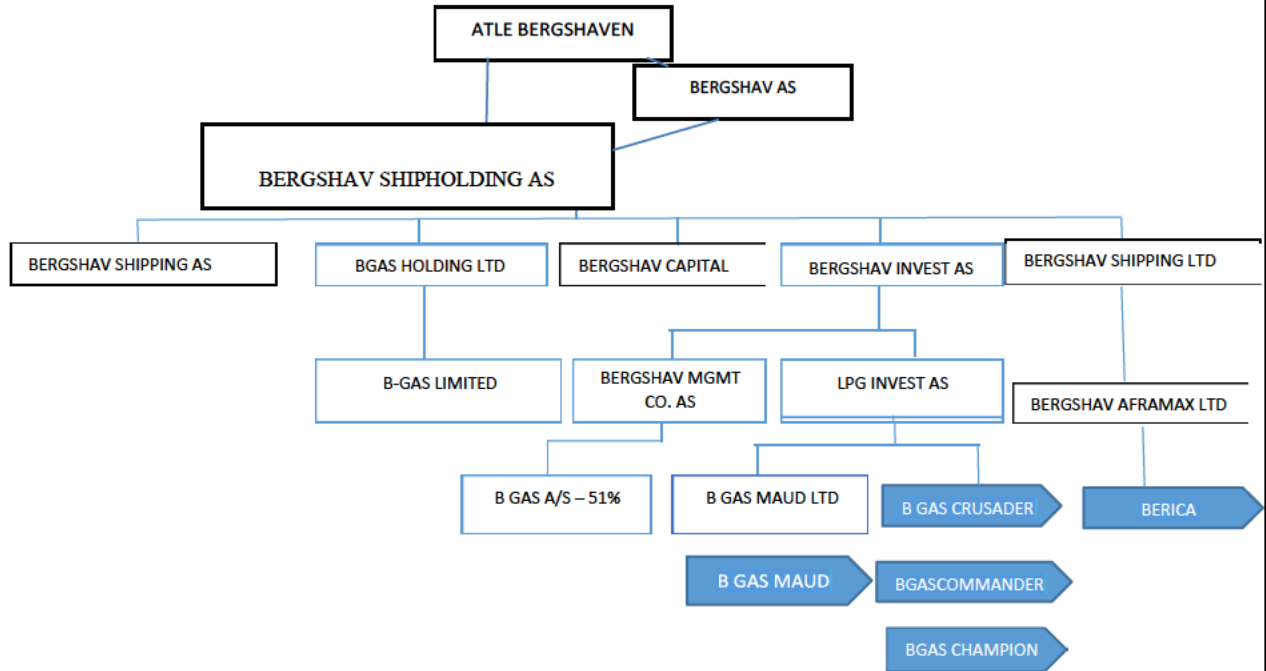 ATLE BERGSHAVEN
BERGSHAV AS
BERGSHAV SHIPHOLDING AS
BERGSHAV SHIPPING AS
BGAS HOLDING LTD
BERGSHAV CAPITAL
BERGSHAV INVEST AS
BERGSHAV SHIPPING LTD
B-GAS LIMITED
BERGSHAV MGMT
CO. AS
LPG INVEST AS
BERGSHAV AFRAMAX LTD
B GAS A/S – 51%
B GAS MAUD LTD
B GAS CRUSADER
BERICA
B GAS MAUD
BGASCOMMANDER
BGAS CHAMPION